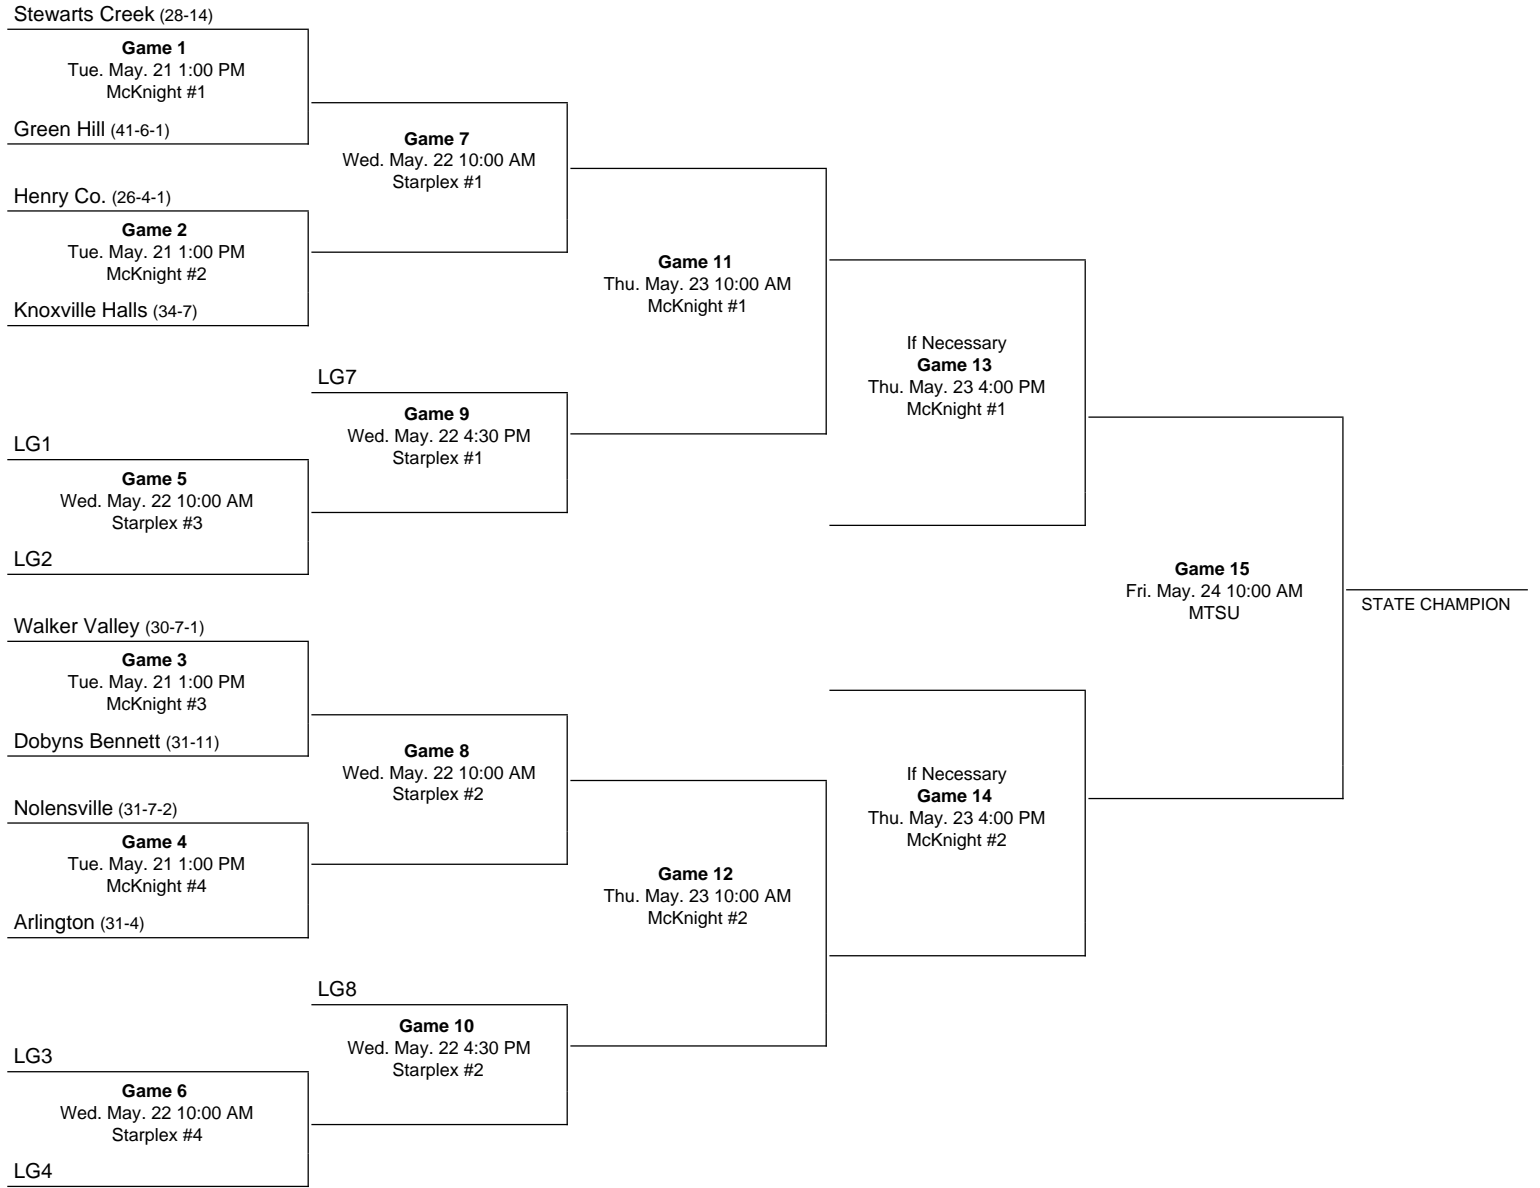 Stewarts Creek (28-14)
Game 1
Tue. May. 21 1:00 PM
McKnight #1
Green Hill (41-6-1)
Game 7
Wed. May. 22 10:00 AM
Starplex #1
Henry Co. (26-4-1)
Game 2
Tue. May. 21 1:00 PM
McKnight #2
Knoxville Halls (34-7)
Game 11
Thu. May. 23 10:00 AM
McKnight #1
If Necessary
Game 13
Thu. May. 23 4:00 PM
McKnight #1
LG7
Game 9
Wed. May. 22 4:30 PM
Starplex #1
LG1
Game 5
Wed. May. 22 10:00 AM
Starplex #3
LG2
Game 15
Fri. May. 24 10:00 AM
MTSU
STATE CHAMPION
Walker Valley (30-7-1)
Game 3
Tue. May. 21 1:00 PM
McKnight #3
Dobyns Bennett (31-11)
Game 8
Wed. May. 22 10:00 AM
Starplex #2
If Necessary
Game 14
Thu. May. 23 4:00 PM
McKnight #2
Nolensville (31-7-2)
Game 4
Tue. May. 21 1:00 PM
McKnight #4
Arlington (31-4)
Game 12
Thu. May. 23 10:00 AM
McKnight #2
LG8
Game 10
Wed. May. 22 4:30 PM
Starplex #2
LG3
Game 6
Wed. May. 22 10:00 AM
Starplex #4
LG4